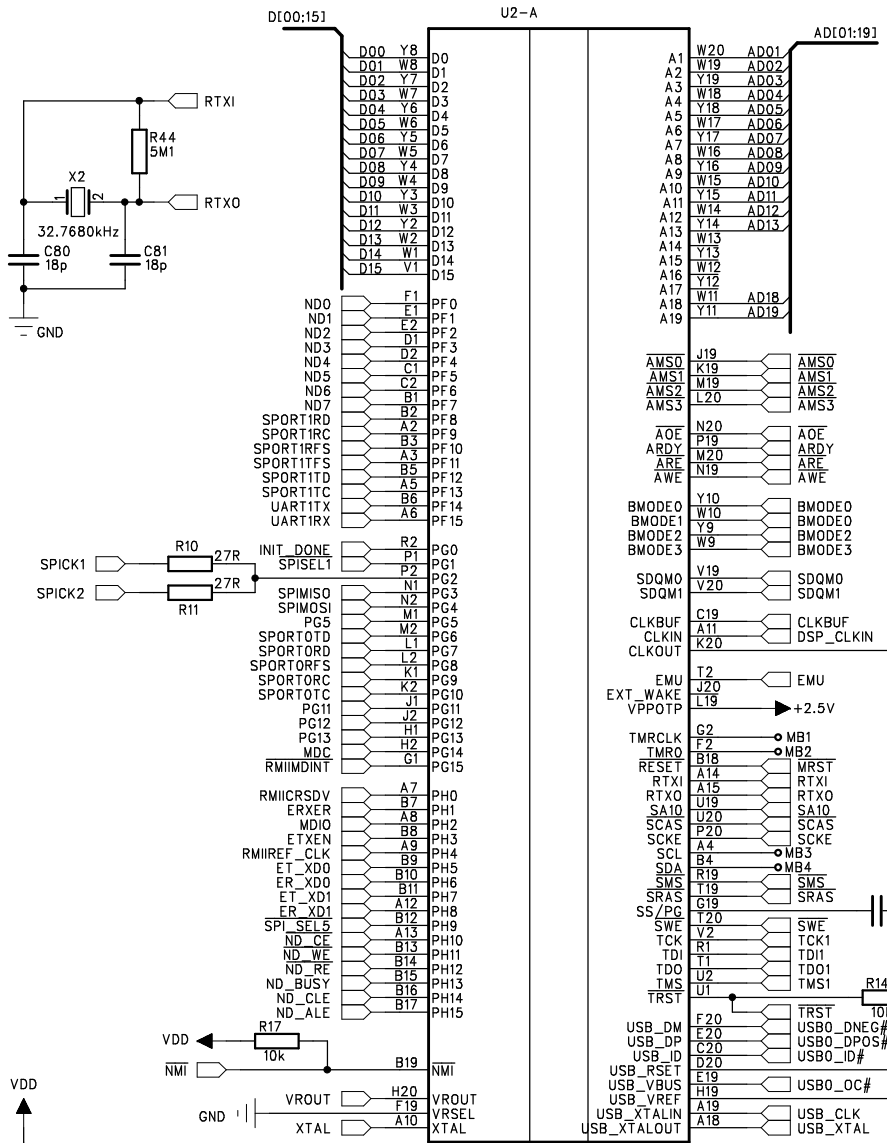 D[00:15]
U2-A
AD[01:19]
D00 Y8 D0
D01 W8 D1
D02 Y7 D2
D03 W7 D3
D04 Y6 D4
D05 W6 D5
D06 Y5 D6
D07 W5 D7
D08 Y4 D8
D09 W4 D9
D10 Y3 D10
D11 W3 D11
D12 Y2 D12
D13 W2 D13
D14 W1 D14
D15 V1 D15
A1 W20 AD01
A2 W19 AD02
A3 Y19 AD03
A4 W18 AD04
A5 Y18 AD05
A6 W17 AD06
A7 Y17 AD07
A8 W16 AD08
A9 Y16 AD09
A10 W15 AD10
A11 Y15 AD11
A12 W14 AD12
A13 Y14 AD13
A14 W13
A15 Y13
A16 W12
A17 Y12
A18 W11 AD18
A19 Y11 AD19
RTXI
R44
5M1
X2
1 2
RTXO
32.7680kHz
C80
18p
C81
18p
GND
ND0 F1 PF0
ND1 E1 PF1
ND2 E2 PF2
ND3 D1 PF3
ND4 D2 PF4
ND5 C1 PF5
ND6 C2 PF6
ND7 B1 PF7
SPORT1RD B2 PF8
SPORT1RC A2 PF9
SPORT1RFS B3 PF10
SPORT1TFS A3 PF11
SPORT1TD B5 PF12
SPORT1TC A5 PF13
UART1TX B6 PF14
UART1RX A6 PF15
AMS0 J19 AMS0
AMS1 K19 AMS1
AMS2 M19 AMS2
AMS3 L20 AMS3
AOE N20 AOE
ARDY P19 ARDY
ARE M20 ARE
AWE N19 AWE
BMODE0 Y10 BMODE0
BMODE1 W10 BMODE0
BMODE2 Y9 BMODE2
BMODE3 W9 BMODE3
SPICK1
R10
27R
SPICK2
R11
27R
INIT_DONE R2 PG0
SPISEL1 P1 PG1
P2 PG2
SPIMISO N1 PG3
SPIMOSI N2 PG4
PG5 M1 PG5
SPORT0TD M2 PG6
SPORT0RD L1 PG7
SPORT0RFS L2 PG8
SPORT0RC K1 PG9
SPORT0TC K2 PG10
PG11 J1 PG11
PG12 J2 PG12
PG13 H1 PG13
MDC H2 PG14
RMIIMDINT G1 PG15
SDQM0 V19 SDQM0
SDQM1 V20 SDQM1
CLKBUF C19 CLKBUF
CLKIN A11 DSP_CLKIN
CLKOUT K20
EMU T2 EMU
EXT_WAKE J20
VPPOTP L19 +2.5V
TMRCLK G2 MB1
TMR0 F2 MB2
RESET B18 MRST
RTXI A14 RTXI
RTXO A15 RTXO
SA10 U19 SA10
SCAS U20 SCAS
SCKE P20 SCKE
SCL A4 MB3
SDA B4 MB4
SMS R19 SMS
SRAS T19 SRAS
SS/PG G19
SWE T20 SWE
TCK V2 TCK1
TDI R1 TDI1
TDO T1 TDO1
TMS U2 TMS1
TRST U1
R14
10k
TRST
RMIICRSDV A7 PH0
ERXER B7 PH1
MDIO A8 PH2
ETXEN B8 PH3
RMIIREF_CLK A9 PH4
ET_XD0 B9 PH5
ER_XD0 B10 PH6
ET_XD1 B11 PH7
ER_XD1 A12 PH8
SPI_SEL5 B12 PH9
ND_CE A13 PH10
ND_WE B13 PH11
ND_RE B14 PH12
ND_BUSY B15 PH13
ND_CLE B16 PH14
ND_ALE B17 PH15
VDD
R17
10k
NMI B19 NMI
VDD
VROUT H20 VROUT
GND F19 VRSEL
XTAL A10 XTAL
USB_DM F20 USB0_DNEG#
USB_DP E20 USB0_DPOS#
USB_ID C20 USB0_ID#
USB_RSET D20
USB_VBUS E19 USB0_OC#
USB_VREF H19
USB_XTALIN A19 USB_CLK
USB_XTALOUT A18 USB_XTAL